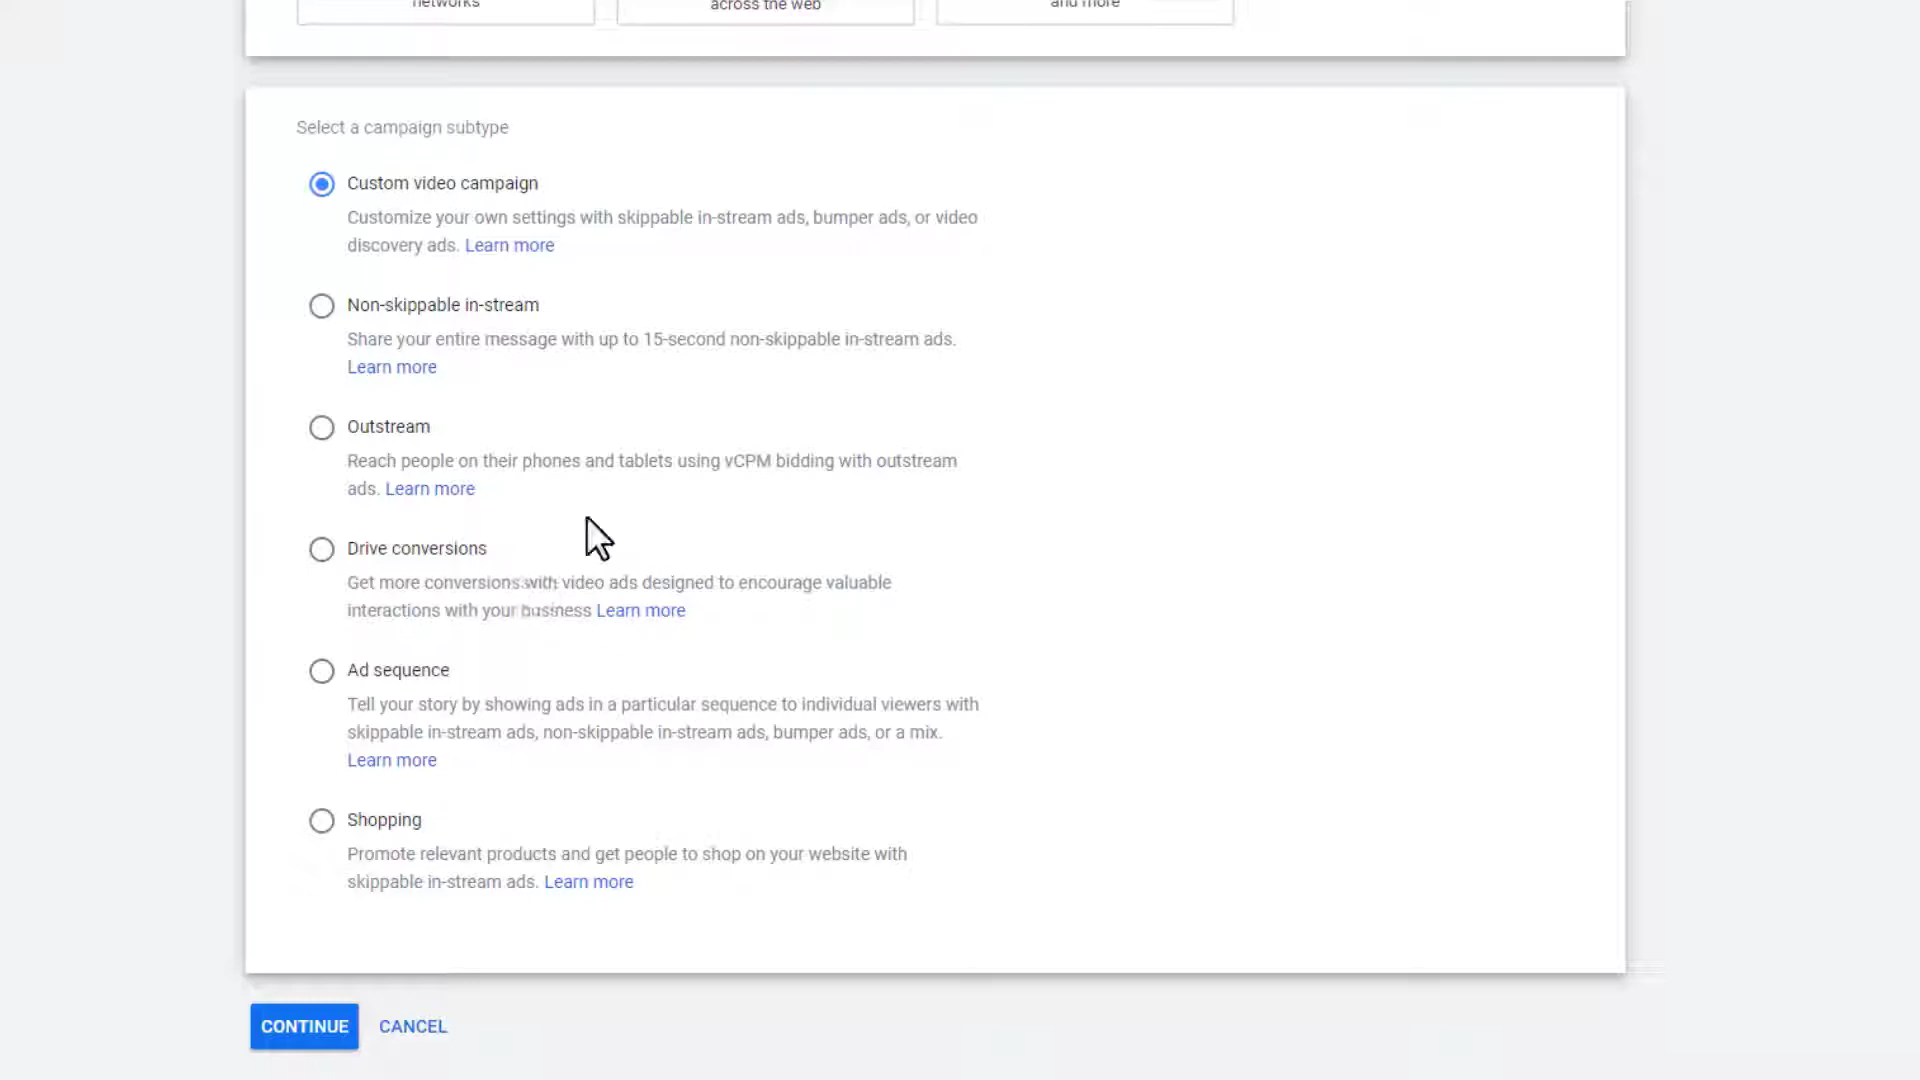 networks
across the web
and more
Select a campaign subtype
Custom video campaign
Customize your own settings with skippable in-stream ads, bumper ads, or video
discovery ads. Learn more
Non-skippable in-stream
Share your entire message with up to 15-second non-skippable in-stream ads.
Learn more
Outstream
Reach people on their phones and tablets using vCPM bidding with outstream
ads. Learn more
Drive conversions
Get more conversions with video ads designed to encourage valuable
interactions with your business Learn more
Ad sequence
Tell your story by showing ads in a particular sequence to individual viewers with
skippable in-stream ads, non-skippable in-stream ads, bumper ads, or a mix.
Learn more
Shopping
Promote relevant products and get people to shop on your website with
skippable in-stream ads. Learn more
CONTINUE CANCEL